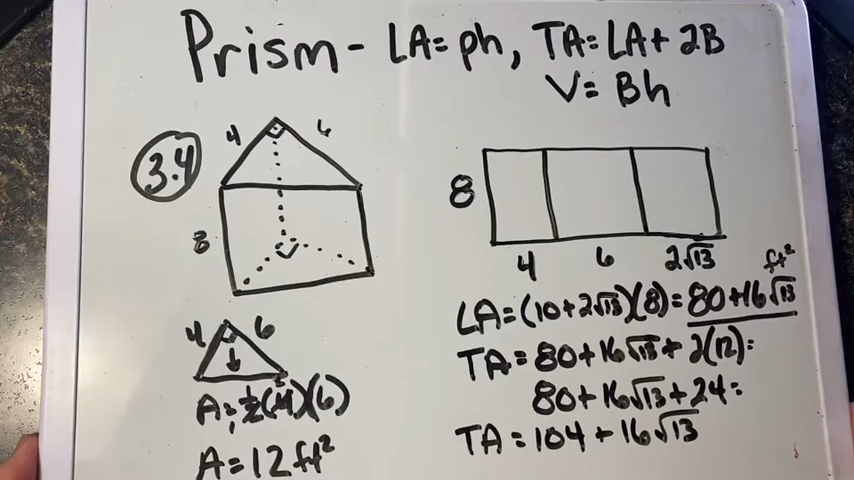 Prism - LA = ph, TA = LA + 2B
V = Bh
3.4
4 6
8
4 6
A = ½(4)(6)
A = 12 ft²
8
4 6 2√13
ft²
LA = (10+2√13)(8) = 80+16√13
TA = 80+16√13 + 2(12) =
80+16√13+24 =
TA = 104 + 16√13